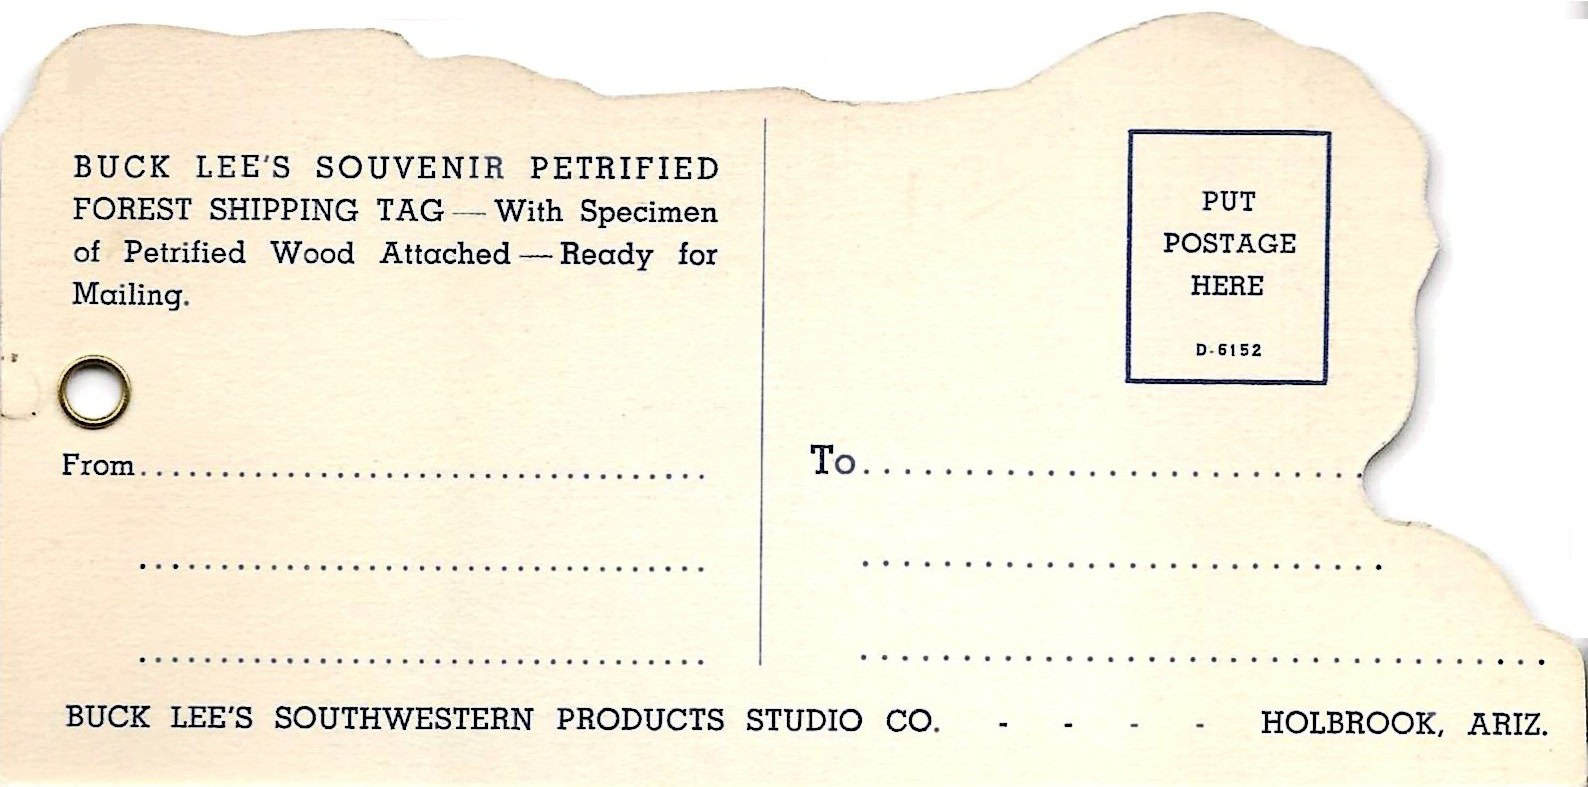 BUCK LEE'S SOUVENIR PETRIFIED
FOREST SHIPPING TAG — With Specimen
of Petrified Wood Attached — Ready for
Mailing.
PUT
POSTAGE
HERE
D-6152
From
To
BUCK LEE'S SOUTHWESTERN PRODUCTS STUDIO CO. - - - - HOLBROOK, ARIZ.